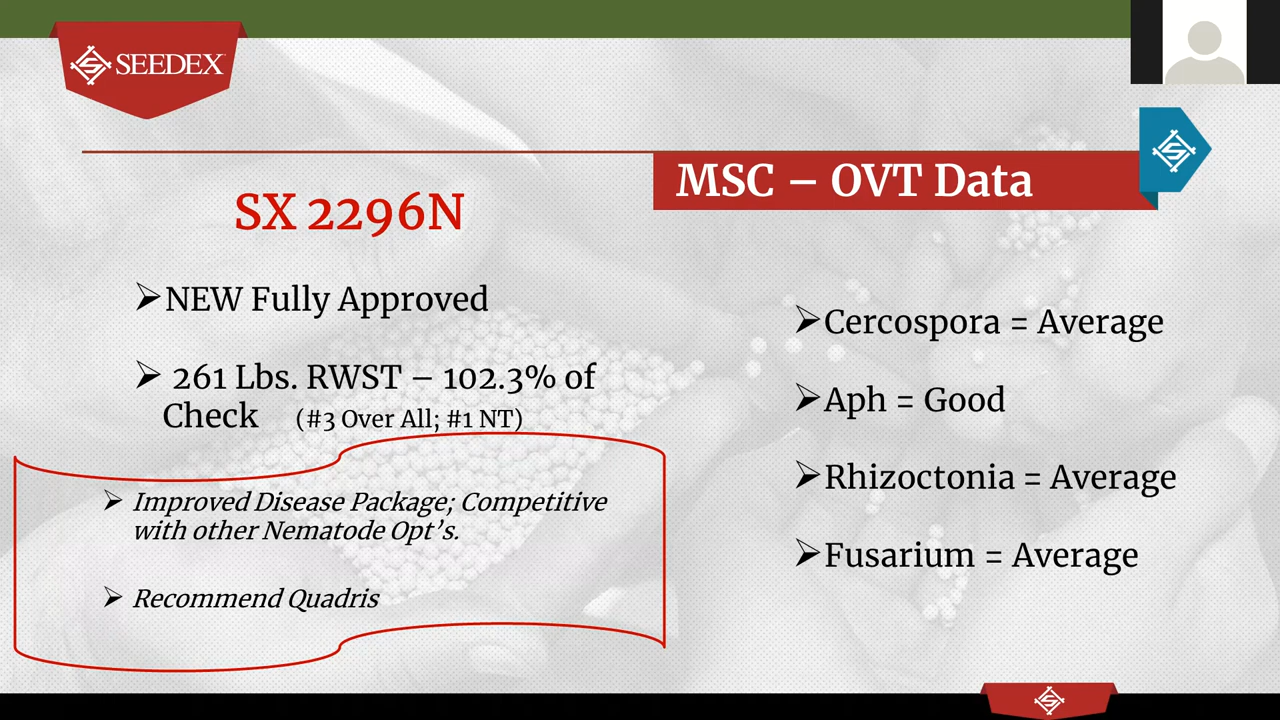 SEEDEX
MSC – OVT Data
SX 2296N
NEW Fully Approved
261 Lbs. RWST – 102.3% of
Check (#3 Over All; #1 NT)
Improved Disease Package; Competitive
with other Nematode Opt's.
Recommend Quadris
Cercospora = Average
Aph = Good
Rhizoctonia = Average
Fusarium = Average